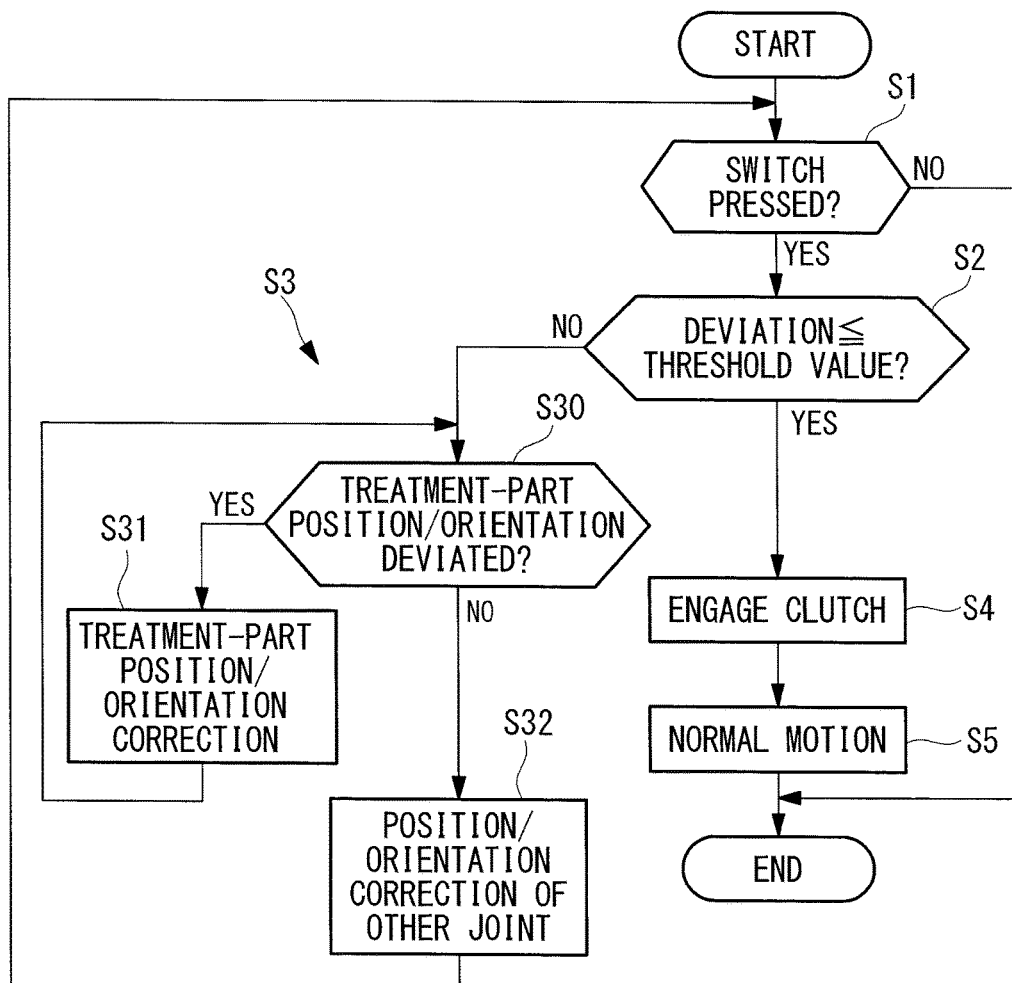 START
S1
SWITCH
PRESSED?
NO
YES
S2
DEVIATION≦
THRESHOLD VALUE?
NO
YES
S3
S30
TREATMENT-PART
POSITION/ORIENTATION
DEVIATED?
YES
NO
S31
TREATMENT-PART
POSITION/
ORIENTATION
CORRECTION
S32
POSITION/
ORIENTATION
CORRECTION OF
OTHER JOINT
ENGAGE CLUTCH
S4
NORMAL MOTION
S5
END